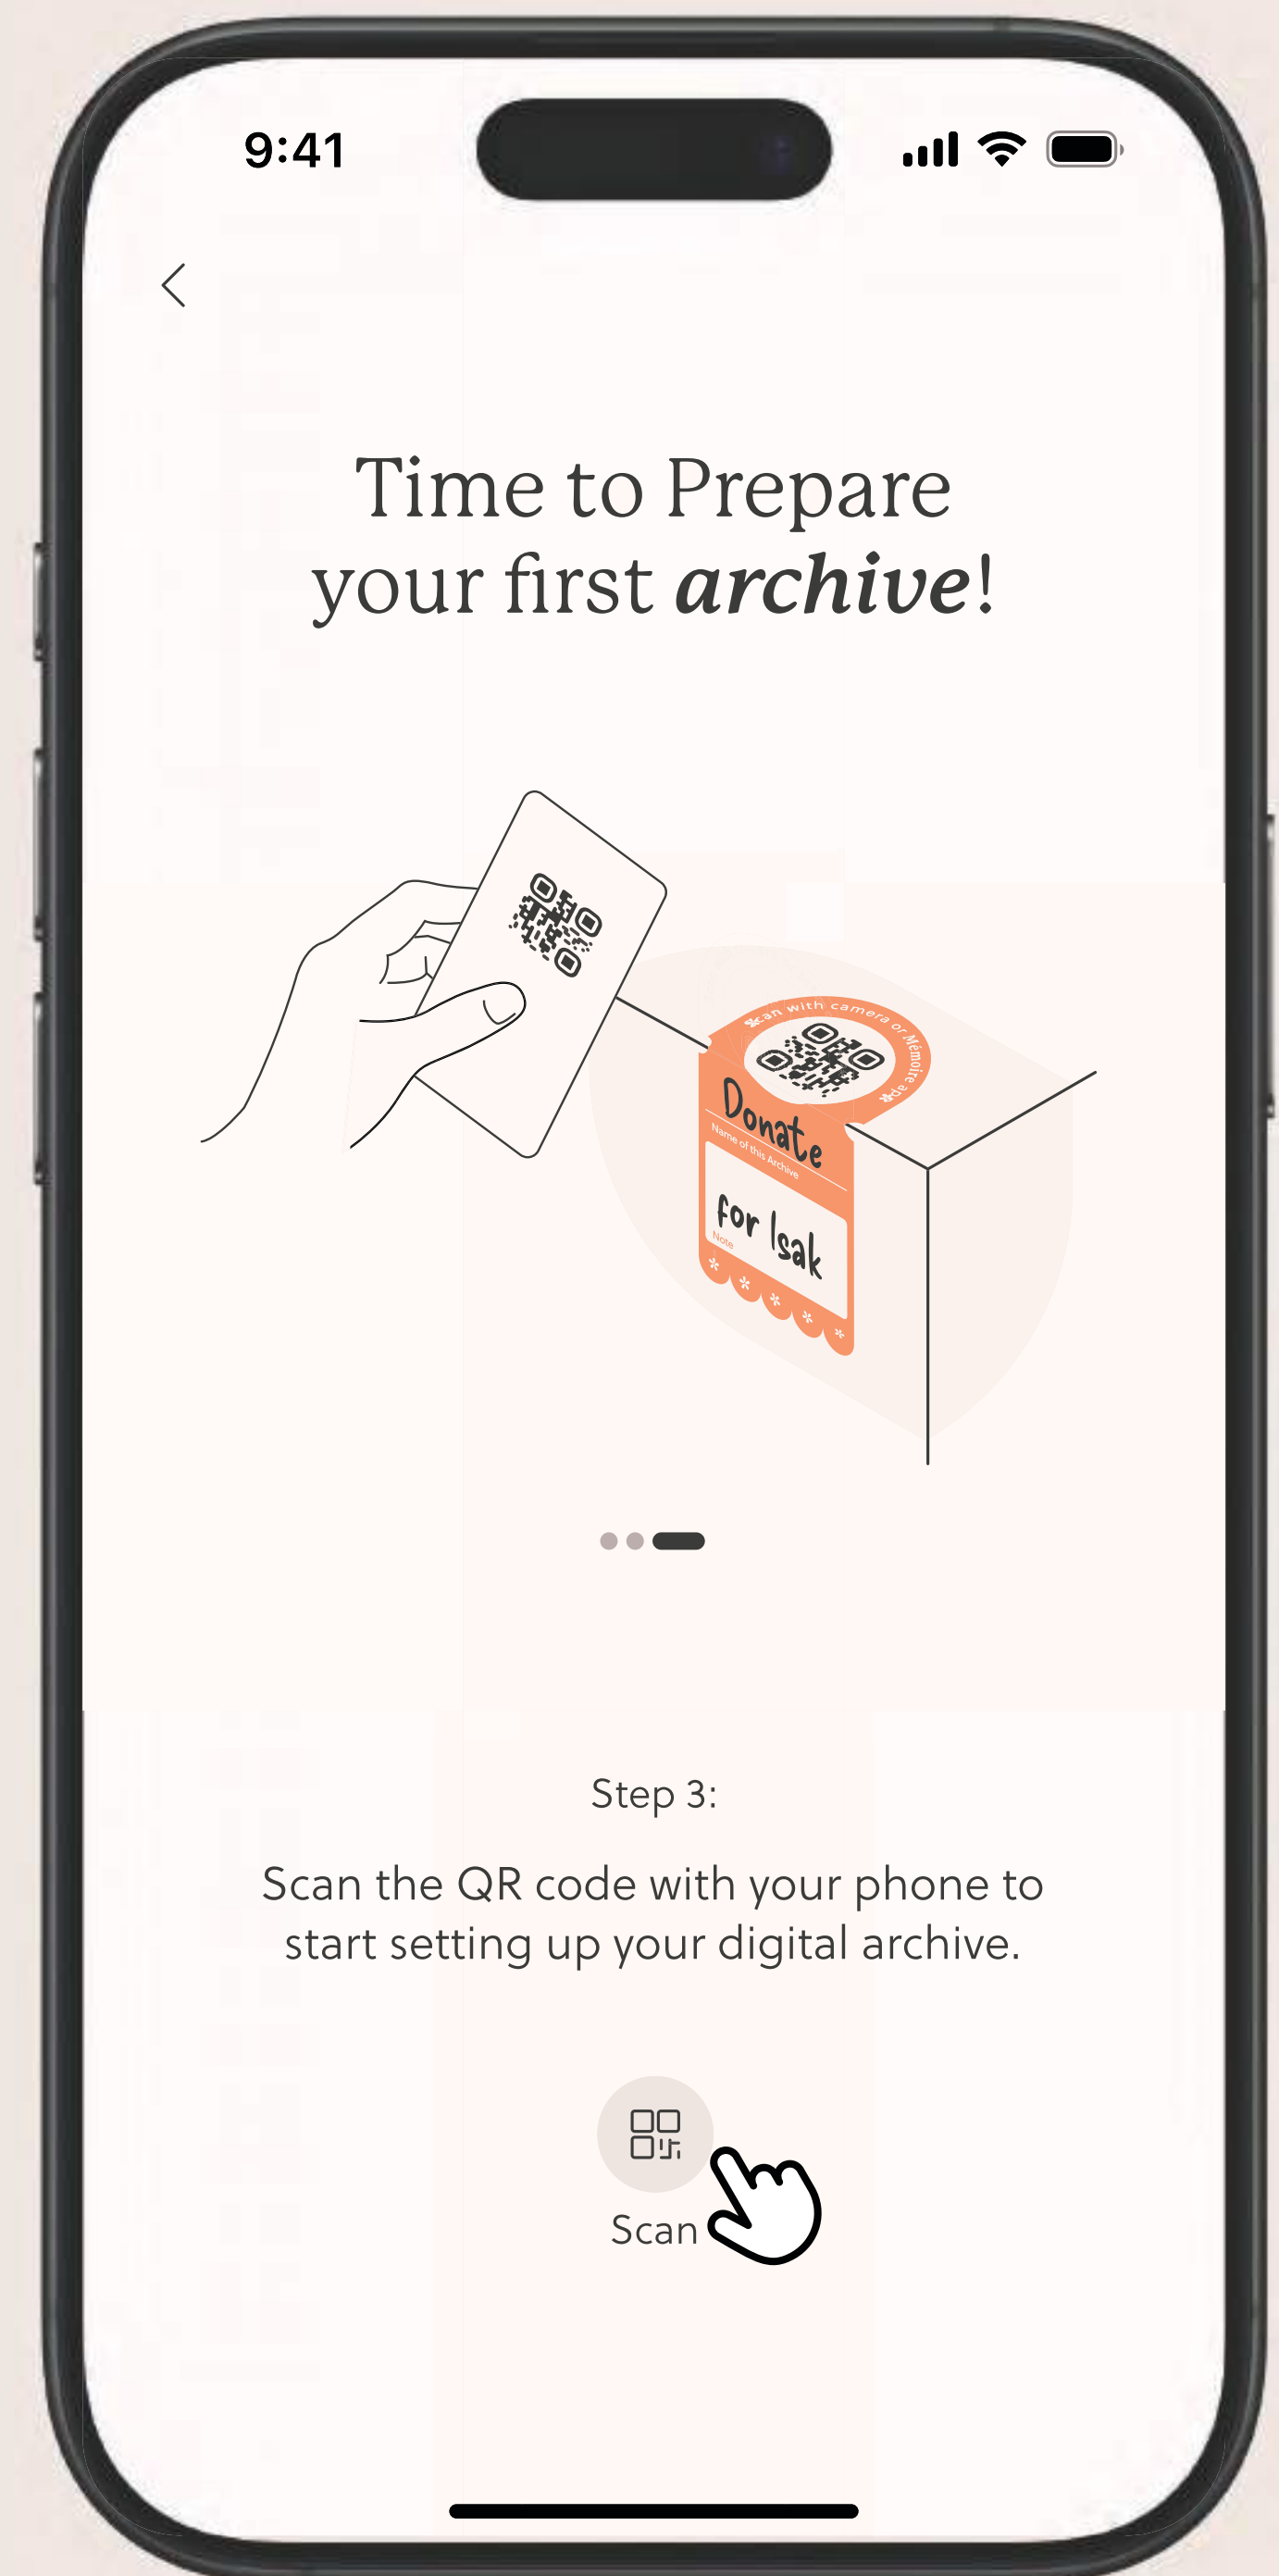 9:41
Time to Prepare
your first archive!
Scan with camera or Mémoire app
Donate
Name of this Archive
for Isak
Note
Step 3:
Scan the QR code with your phone to
start setting up your digital archive.
Scan